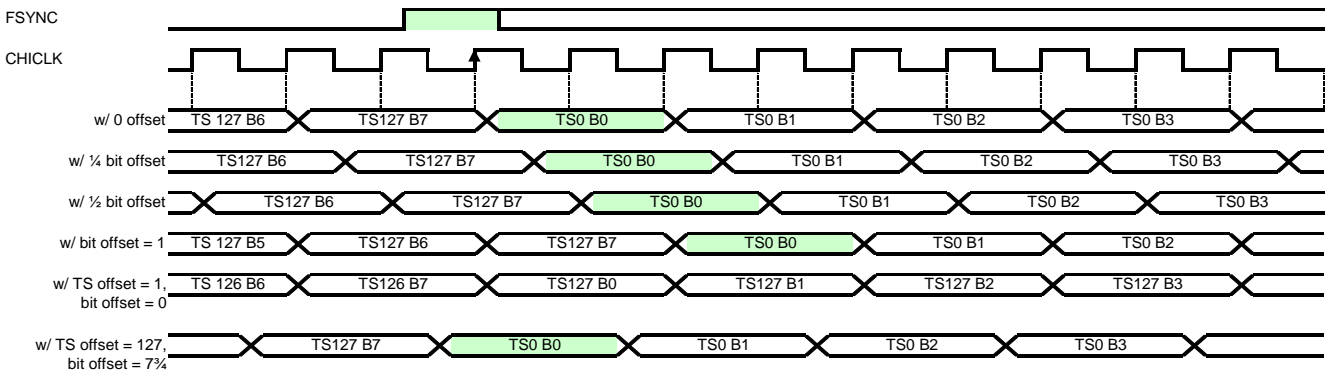 FSYNC
CHICLK
w/ 0 offset TS 127 B6 TS127 B7 TS0 B0 TS0 B1 TS0 B2 TS0 B3
w/ ¼ bit offset TS127 B6 TS127 B7 TS0 B0 TS0 B1 TS0 B2 TS0 B3
w/ ½ bit offset TS127 B6 TS127 B7 TS0 B0 TS0 B1 TS0 B2 TS0 B3
w/ bit offset = 1 TS 127 B5 TS127 B6 TS127 B7 TS0 B0 TS0 B1 TS0 B2
w/ TS offset = 1, TS 126 B6 TS126 B7 TS127 B0 TS127 B1 TS127 B2 TS127 B3
bit offset = 0
w/ TS offset = 127, TS127 B7 TS0 B0 TS0 B1 TS0 B2 TS0 B3
bit offset = 7¾